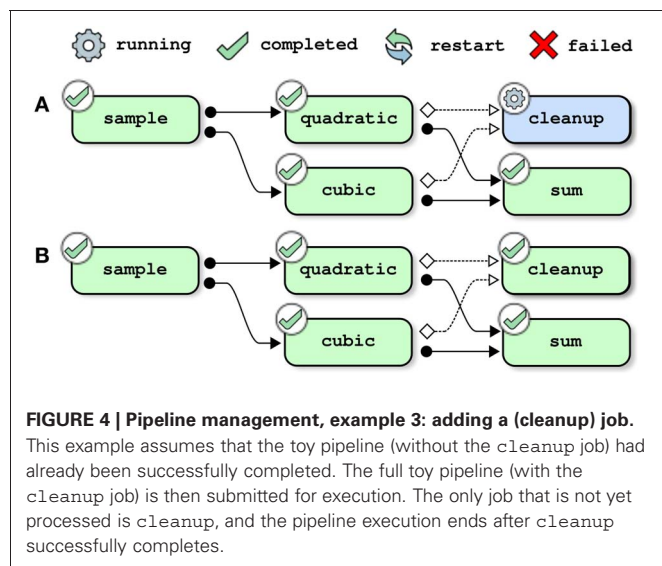 running completed restart failed
A
sample quadratic cleanup
cubic sum
B
sample quadratic cleanup
cubic sum
FIGURE 4 | Pipeline management, example 3: adding a (cleanup) job.
This example assumes that the toy pipeline (without the cleanup job) had
already been successfully completed. The full toy pipeline (with the
cleanup job) is then submitted for execution. The only job that is not yet
processed is cleanup, and the pipeline execution ends after cleanup
successfully completes.